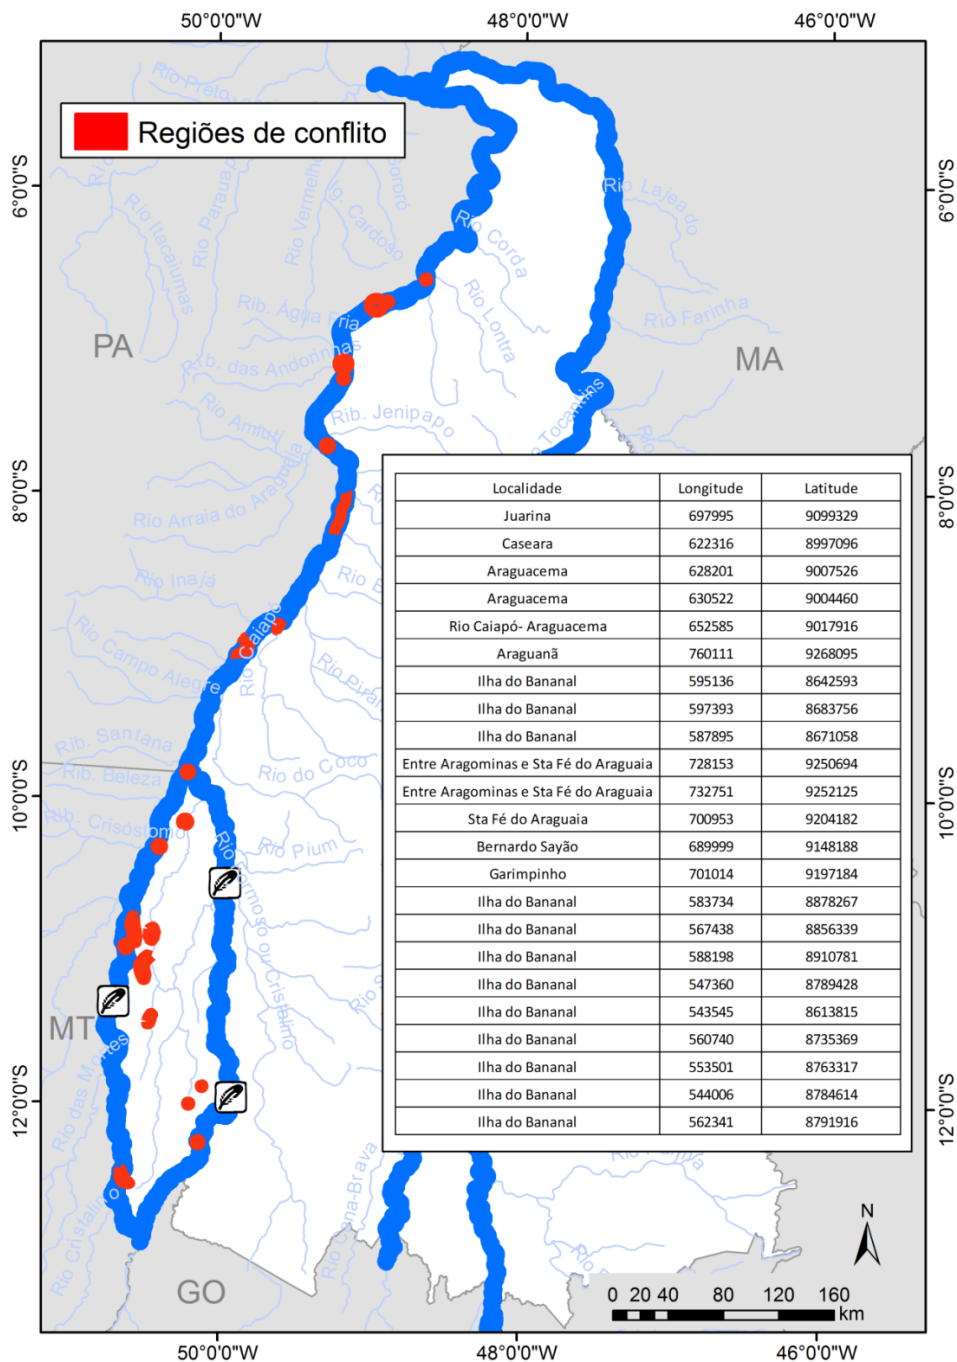 50°0'0"W 48°0'0"W 46°0'0"W
Regiões de conflito
6°0'0"S
8°0'0"S
10°0'0"S
12°0'0"S
6°0'0"S
8°0'0"S
10°0'0"S
12°0'0"S
Rio Preto
Rio Itacaiumas
Rio Parauap
Rio Vermelho
Ig. Cardoso
Sororó
Rio Corda
Rio Lajeado
Rio Lontra
Rio Farinha
Rib. Água Fria
PA
MA
Rib. das Andorinhas
Rib. Jenipapo
Tocantins
Rio
Rio Arraia do Araguaia
Rio Inajá
Rio Campo Alegre
Rio Caiapó
Rib. Santana
Rib. Beleza
Rio do Coco
Rib. Crisóstomo
Rio Pium
Rio Formoso ou Cristalino
MT
Rio das Mortes
Rio Cristalino
GO
Localidade Longitude Latitude
Juarina 697995 9099329
Caseara 622316 8997096
Araguacema 628201 9007526
Araguacema 630522 9004460
Rio Caiapó- Araguacema 652585 9017916
Araguanã 760111 9268095
Ilha do Bananal 595136 8642593
Ilha do Bananal 597393 8683756
Ilha do Bananal 587895 8671058
Entre Aragominas e Sta Fé do Araguaia 728153 9250694
Entre Aragominas e Sta Fé do Araguaia 732751 9252125
Sta Fé do Araguaia 700953 9204182
Bernardo Sayão 689999 9148188
Garimpinho 701014 9197184
Ilha do Bananal 583734 8878267
Ilha do Bananal 567438 8856339
Ilha do Bananal 588198 8910781
Ilha do Bananal 547360 8789428
Ilha do Bananal 543545 8613815
Ilha do Bananal 560740 8735369
Ilha do Bananal 553501 8763317
Ilha do Bananal 544006 8784614
Ilha do Bananal 562341 8791916
N
0 20 40 80 120 160
km
50°0'0"W 48°0'0"W 46°0'0"W